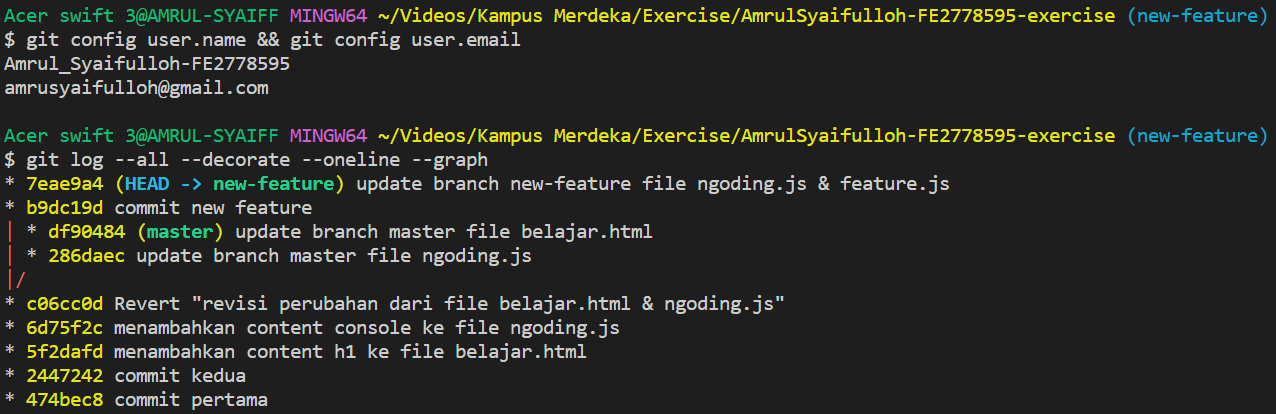 Acer swift 3@AMRUL-SYAIFF MINGW64 ~/Videos/Kampus Merdeka/Exercise/AmrulSyaifulloh-FE2778595-exercise (new-feature)
$ git config user.name && git config user.email
Amrul_Syaifulloh-FE2778595
amrusyaifulloh@gmail.com
Acer swift 3@AMRUL-SYAIFF MINGW64 ~/Videos/Kampus Merdeka/Exercise/AmrulSyaifulloh-FE2778595-exercise (new-feature)
$ git log --all --decorate --oneline --graph
* 7eae9a4 (HEAD -> new-feature) update branch new-feature file ngoding.js & feature.js
* b9dc19d commit new feature
| * df90484 (master) update branch master file belajar.html
| * 286daec update branch master file ngoding.js
|/
* c06cc0d Revert "revisi perubahan dari file belajar.html & ngoding.js"
* 6d75f2c menambahkan content console ke file ngoding.js
* 5f2dafd menambahkan content h1 ke file belajar.html
* 2447242 commit kedua
* 474bec8 commit pertama